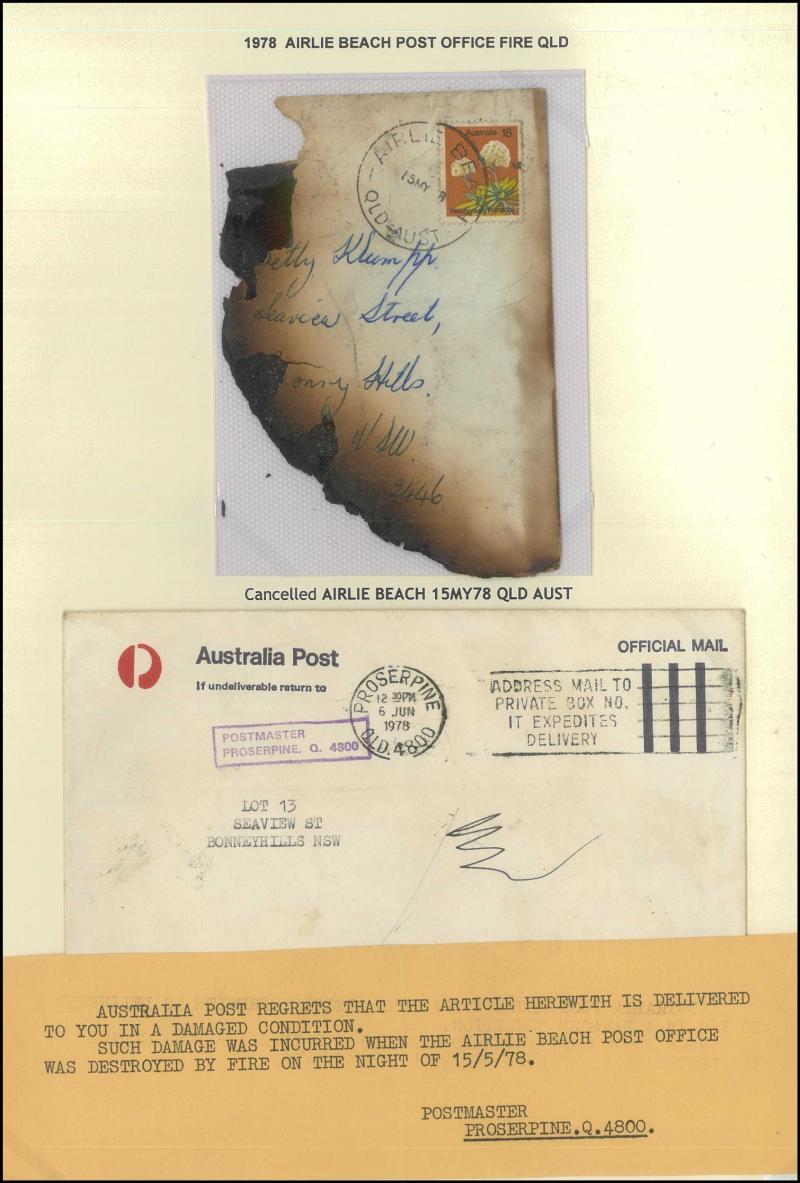 1978 AIRLIE BEACH POST OFFICE FIRE QLD
Australia 18
AIRLIE BE
15MY 8
QLD-AUST
etty Klumpp.
Seaview Street,
onny Hills.
NSW.
2446
Cancelled AIRLIE BEACH 15MY78 QLD AUST
Australia Post
OFFICIAL MAIL
If undeliverable return to
PROSERPINE
12 30PM
6 JUN
1978
QLD. 4800
ADDRESS MAIL TO
PRIVATE BOX NO.
IT EXPEDITES
DELIVERY
POSTMASTER
PROSERPINE. Q. 4800
LOT 13
SEAVIEW ST
BONNEYHILLS NSW
AUSTRALIA POST REGRETS THAT THE ARTICLE HEREWITH IS DELIVERED
TO YOU IN A DAMAGED CONDITION.
SUCH DAMAGE WAS INCURRED WHEN THE AIRLIE BEACH POST OFFICE
WAS DESTROYED BY FIRE ON THE NIGHT OF 15/5/78.
POSTMASTER
PROSERPINE.Q.4800.